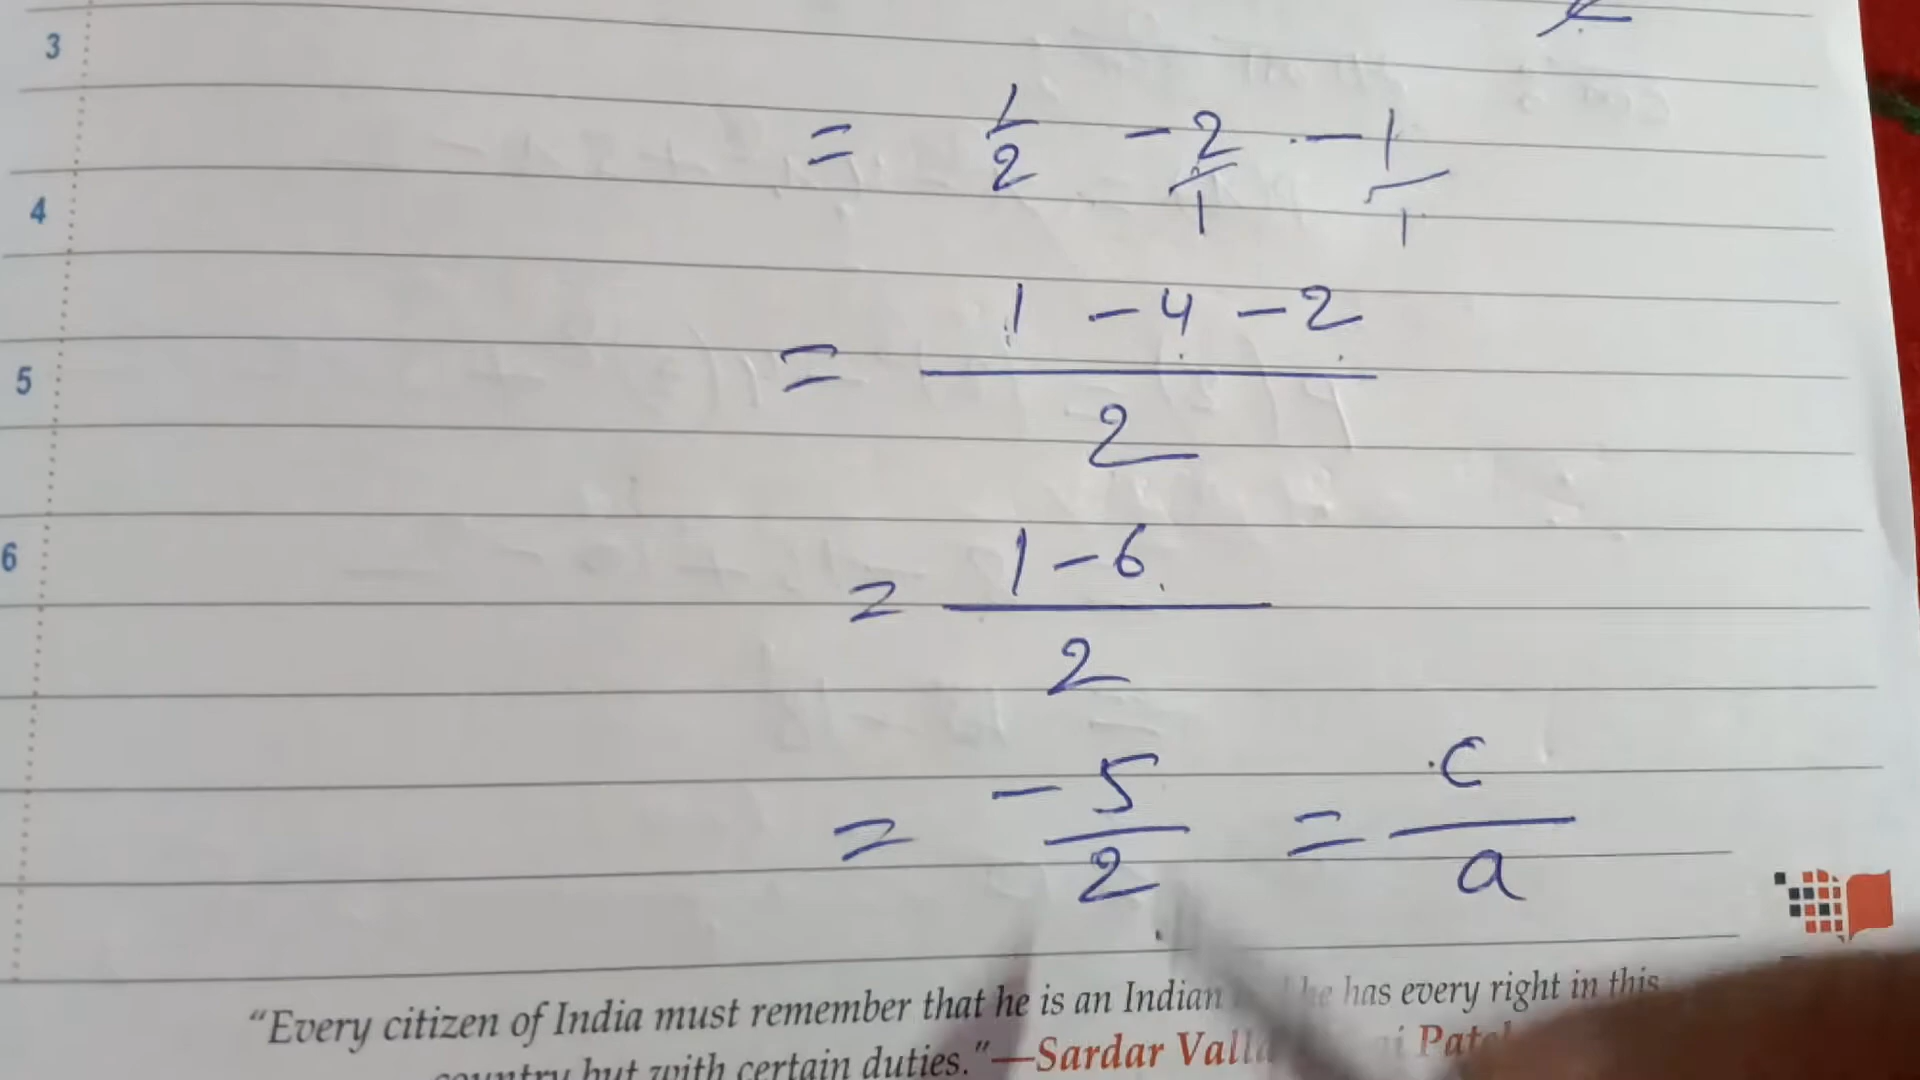 3
= 1/2 - 2/1 - 1/1
4
= (1 - 4 - 2)/2
5
= (1 - 6)/2
6
= -5/2 = c/a
“Every citizen of India must remember that he is an Indian he has every right in this
country but with certain duties.”—Sardar